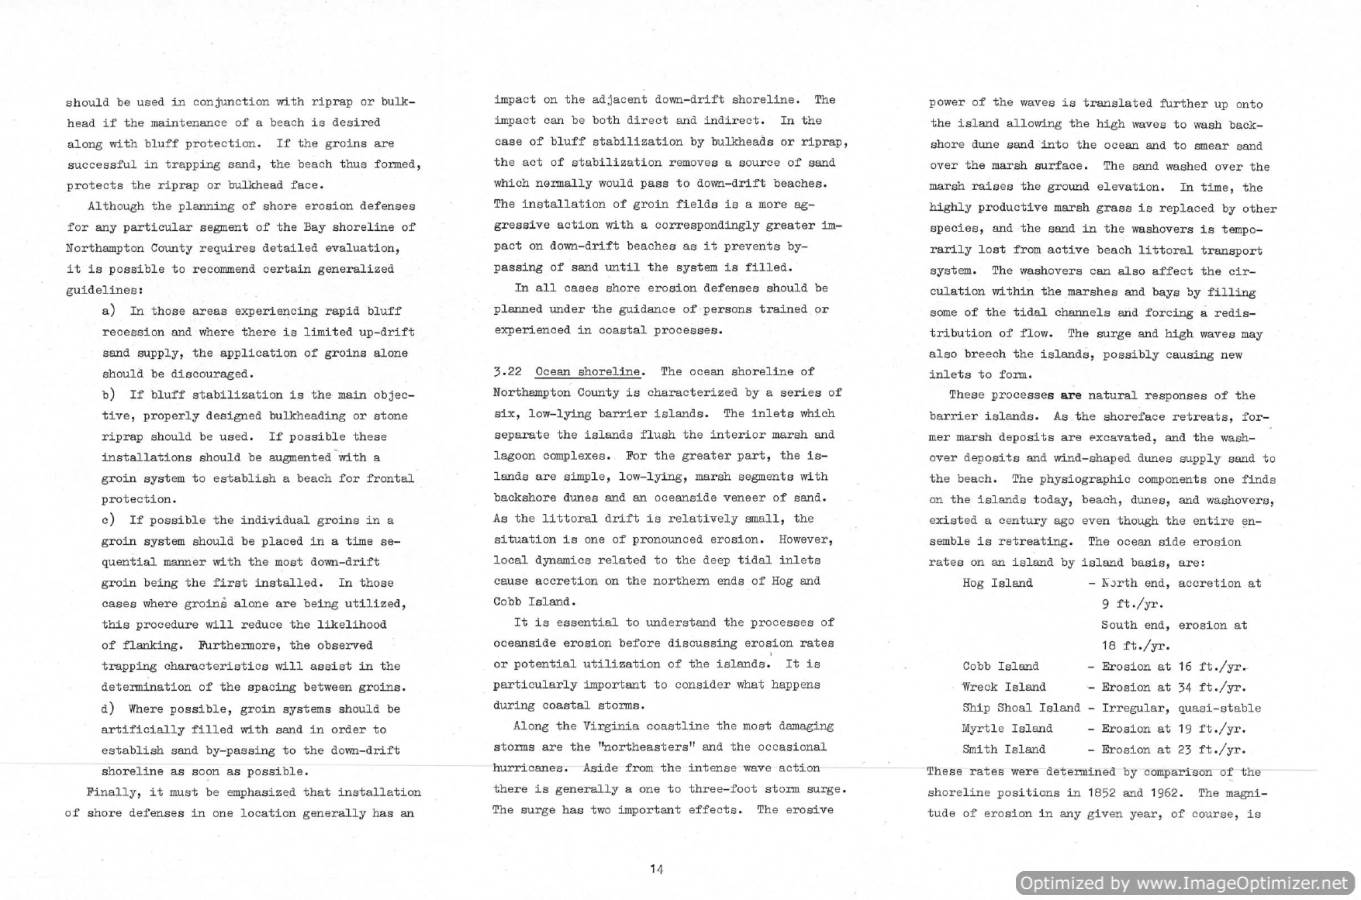 should be used in conjunction with riprap or bulk-
head if the maintenance of a beach is desired
along with bluff protection. If the groins are
successful in trapping sand, the beach thus formed,
protects the riprap or bulkhead face.
Although the planning of shore erosion defenses
for any particular segment of the Bay shoreline of
Northampton County requires detailed evaluation,
it is possible to recommend certain generalized
guidelines:
a) In those areas experiencing rapid bluff
recession and where there is limited up-drift
sand supply, the application of groins alone
should be discouraged.
b) If bluff stabilization is the main objec-
tive, properly designed bulkheading or stone
riprap should be used. If possible these
installations should be augmented with a
groin system to establish a beach for frontal
protection.
c) If possible the individual groins in a
groin system should be placed in a time se-
quential manner with the most down-drift
groin being the first installed. In those
cases where groins alone are being utilized,
this procedure will reduce the likelihood
of flanking. Furthermore, the observed
trapping characteristics will assist in the
determination of the spacing between groins.
d) Where possible, groin systems should be
artificially filled with sand in order to
establish sand by-passing to the down-drift
shoreline as soon as possible.
Finally, it must be emphasized that installation
of shore defenses in one location generally has an
impact on the adjacent down-drift shoreline. The
impact can be both direct and indirect. In the
case of bluff stabilization by bulkheads or riprap,
the act of stabilization removes a source of sand
which normally would pass to down-drift beaches.
The installation of groin fields is a more ag-
gressive action with a correspondingly greater im-
pact on down-drift beaches as it prevents by-
passing of sand until the system is filled.
In all cases shore erosion defenses should be
planned under the guidance of persons trained or
experienced in coastal processes.
3.22 Ocean shoreline. The ocean shoreline of
Northampton County is characterized by a series of
six, low-lying barrier islands. The inlets which
separate the islands flush the interior marsh and
lagoon complexes. For the greater part, the is-
lands are simple, low-lying, marsh segments with
backshore dunes and an oceanside veneer of sand.
As the littoral drift is relatively small, the
situation is one of pronounced erosion. However,
local dynamics related to the deep tidal inlets
cause accretion on the northern ends of Hog and
Cobb Island.
It is essential to understand the processes of
oceanside erosion before discussing erosion rates
or potential utilization of the islands. It is
particularly important to consider what happens
during coastal storms.
Along the Virginia coastline the most damaging
storms are the "northeasters" and the occasional
hurricanes. Aside from the intense wave action
there is generally a one to three-foot storm surge.
The surge has two important effects. The erosive
power of the waves is translated further up onto
the island allowing the high waves to wash back-
shore dune sand into the ocean and to smear sand
over the marsh surface. The sand washed over the
marsh raises the ground elevation. In time, the
highly productive marsh grass is replaced by other
species, and the sand in the washovers is tempo-
rarily lost from active beach littoral transport
system. The washovers can also affect the cir-
culation within the marshes and bays by filling
some of the tidal channels and forcing a redis-
tribution of flow. The surge and high waves may
also breech the islands, possibly causing new
inlets to form.
These processes are natural responses of the
barrier islands. As the shoreface retreats, for-
mer marsh deposits are excavated, and the wash-
over deposits and wind-shaped dunes supply sand to
the beach. The physiographic components one finds
on the islands today, beach, dunes, and washovers,
existed a century ago even though the entire en-
semble is retreating. The ocean side erosion
rates on an island by island basis, are:
Hog Island - North end, accretion at
9 ft./yr.
South end, erosion at
18 ft./yr.
Cobb Island - Erosion at 16 ft./yr.
Wreck Island - Erosion at 34 ft./yr.
Ship Shoal Island - Irregular, quasi-stable
Myrtle Island - Erosion at 19 ft./yr.
Smith Island - Erosion at 23 ft./yr.
These rates were determined by comparison of the
shoreline positions in 1852 and 1962. The magni-
tude of erosion in any given year, of course, is
14
Optimized by www.ImageOptimizer.net